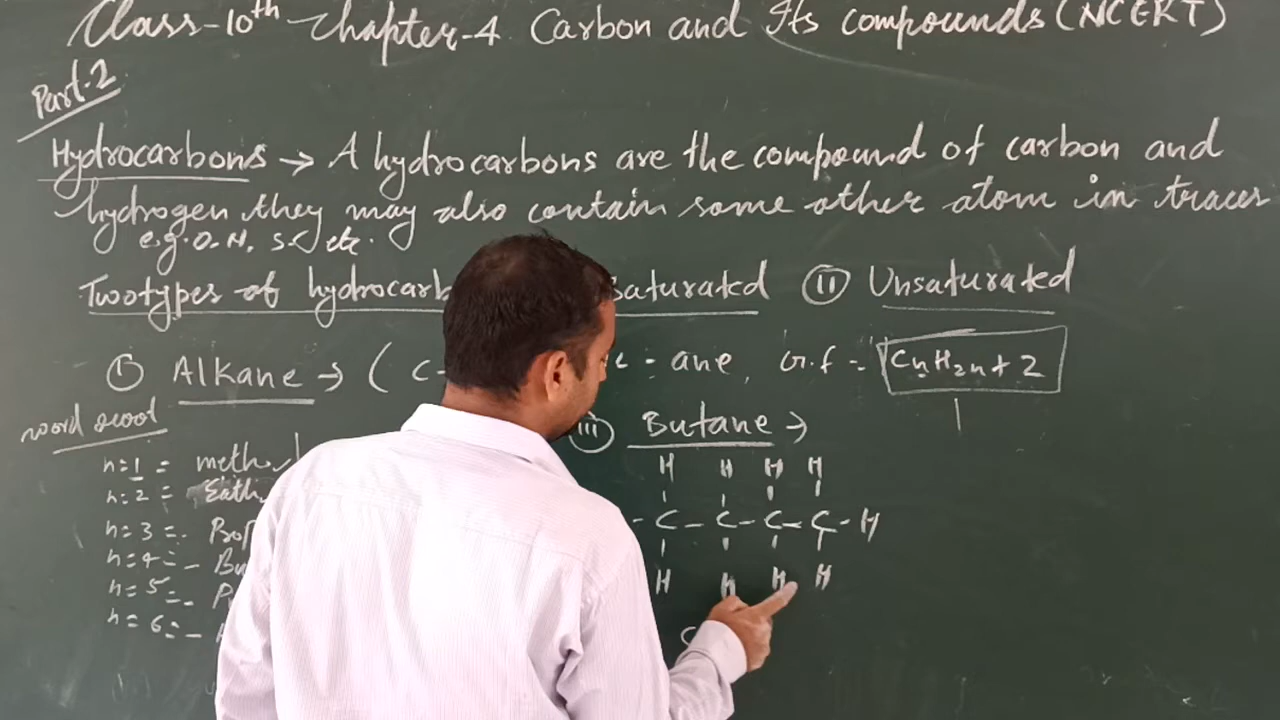 Class-10th Chapter-4 Carbon and Its compounds (NCERT)
Part-2
Hydrocarbons → A hydrocarbons are the compound of carbon and
hydrogen they may also contain some other atom in traces
e.g. O, N, S, etc.
Two types of hydrocarb saturated (ii) Unsaturated
(i) Alkane → ( C- - ane, G.f = CnH2n+2
word root
(iii) Butane →
n=1 = meth
n=2 = Eath
n=3 = Prop
n=4 = Bu
n=5 = P
n=6 =
H H H H
- C - C - C - C - H
H H H H